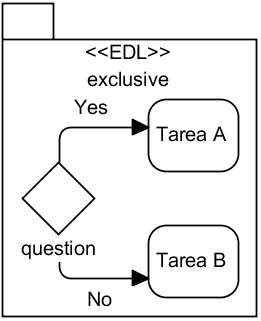 <<EDL>>
exclusive
Yes
Tarea A
question
Tarea B
No